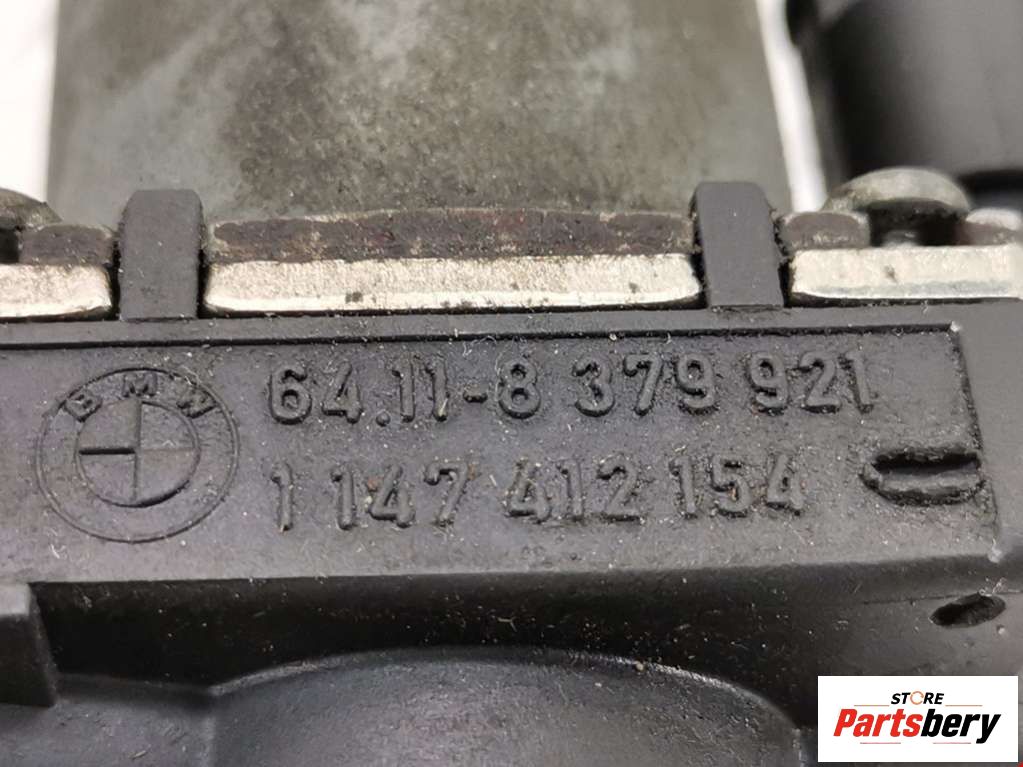 BMW
64.11-8 379 921
1 147 412 154
STORE
Partsbery